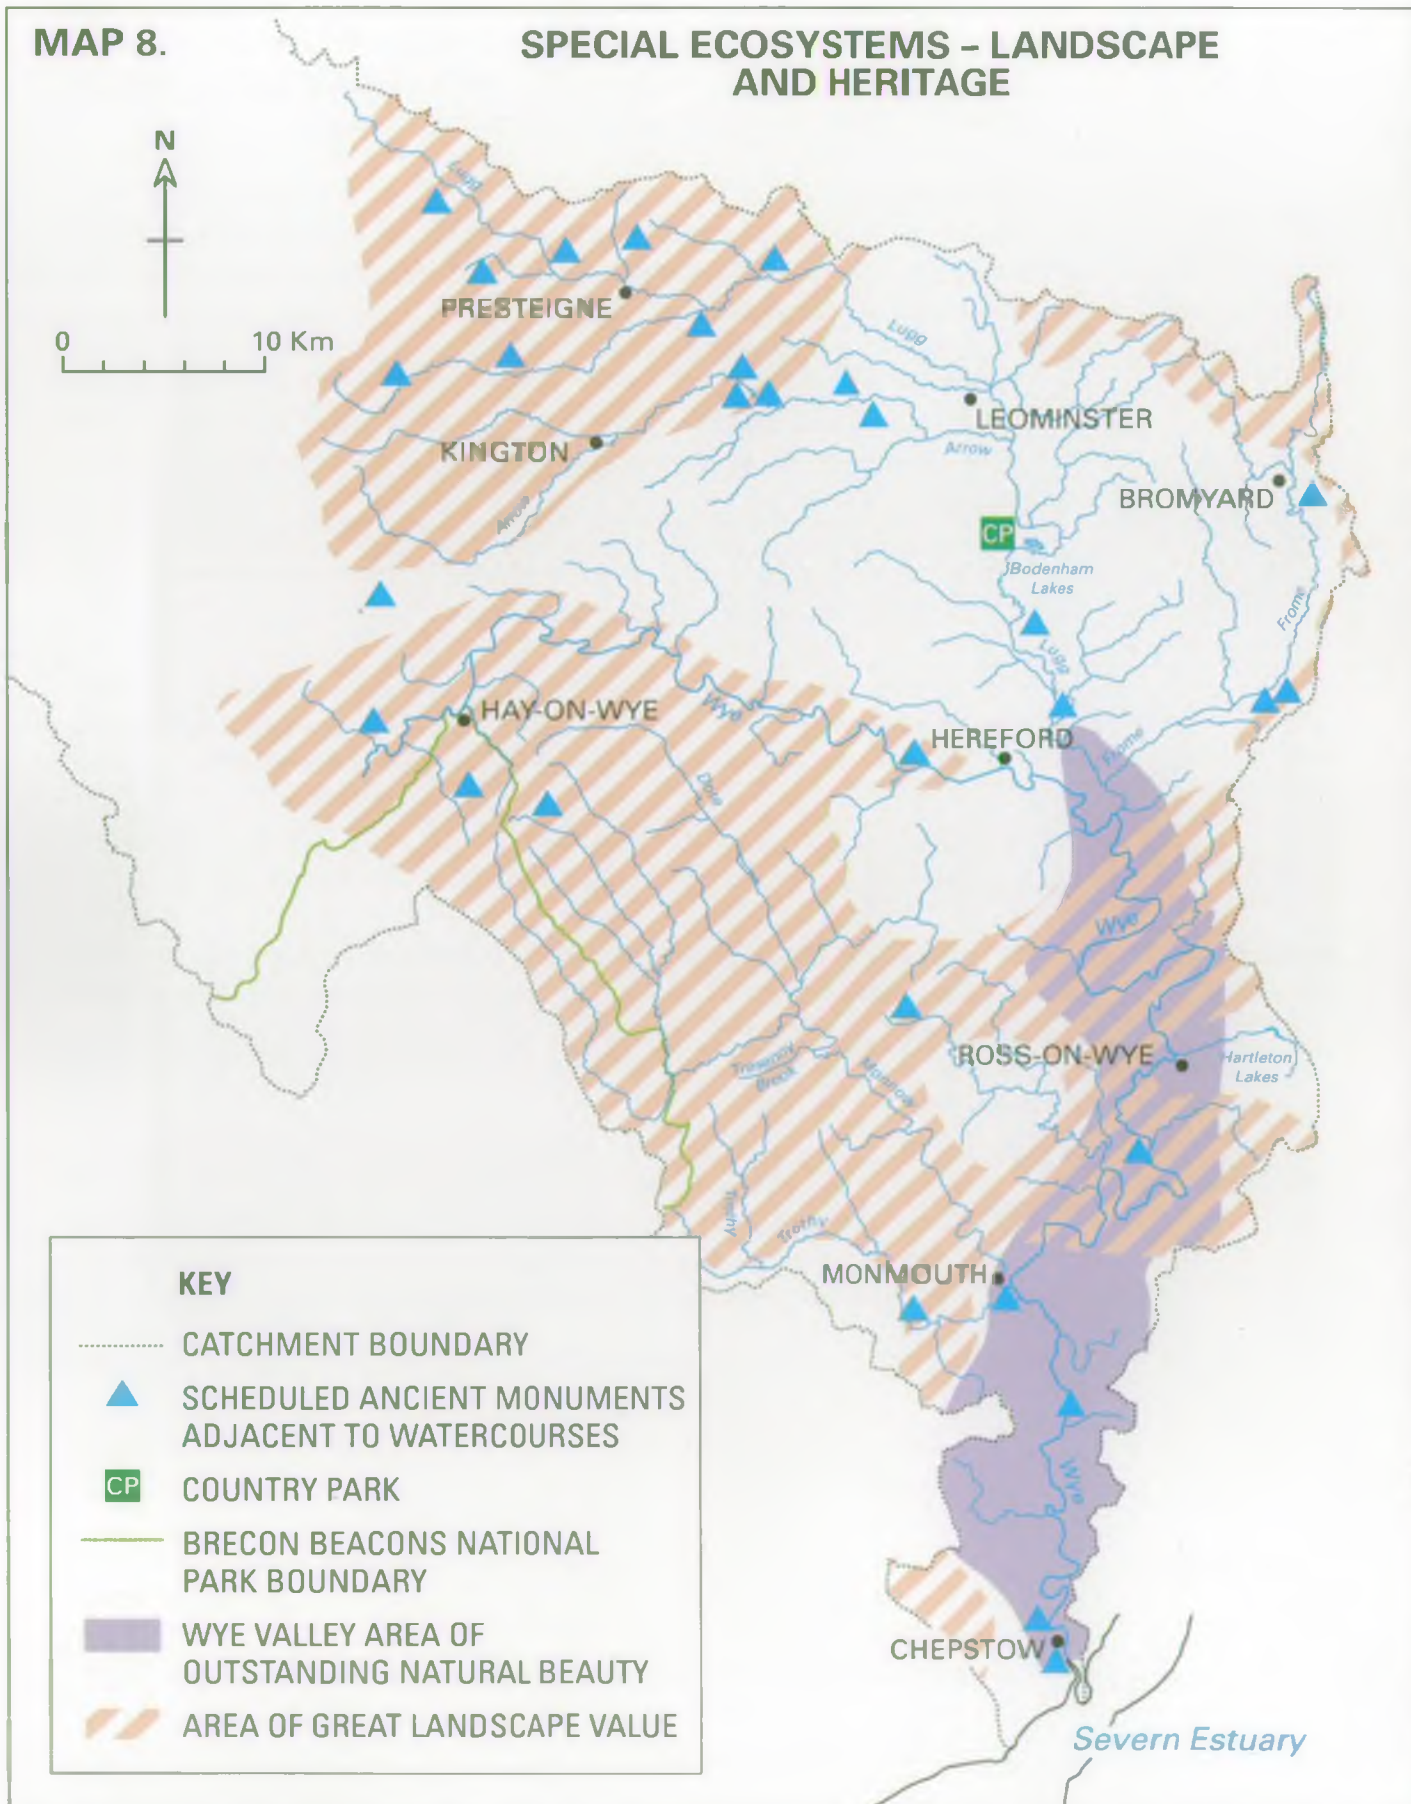 MAP 8.
SPECIAL ECOSYSTEMS – LANDSCAPE
AND HERITAGE
N
0 10 Km
Lugg
PRESTEIGNE
Lugg
LEOMINSTER
KINGTON
Arrow
BROMYARD
Arrow
CP
Bodenham
Lakes
Frome
Lugg
HAY-ON-WYE
Wye
HEREFORD
Frome
Dore
Wye
ROSS-ON-WYE
Hartleton
Lakes
Brook
Monnow
Trothy
Trothy
MONMOUTH
Wye
CHEPSTOW
Severn Estuary
KEY
CATCHMENT BOUNDARY
SCHEDULED ANCIENT MONUMENTS
ADJACENT TO WATERCOURSES
CP COUNTRY PARK
BRECON BEACONS NATIONAL
PARK BOUNDARY
WYE VALLEY AREA OF
OUTSTANDING NATURAL BEAUTY
AREA OF GREAT LANDSCAPE VALUE